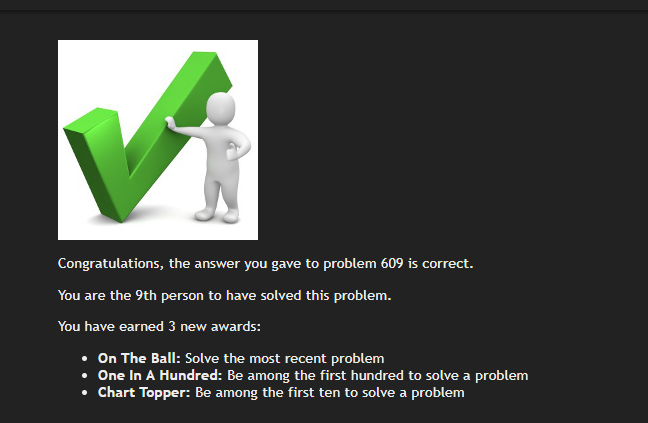 Congratulations, the answer you gave to problem 609 is correct.
You are the 9th person to have solved this problem.
You have earned 3 new awards:
• On The Ball: Solve the most recent problem
• One In A Hundred: Be among the first hundred to solve a problem
• Chart Topper: Be among the first ten to solve a problem